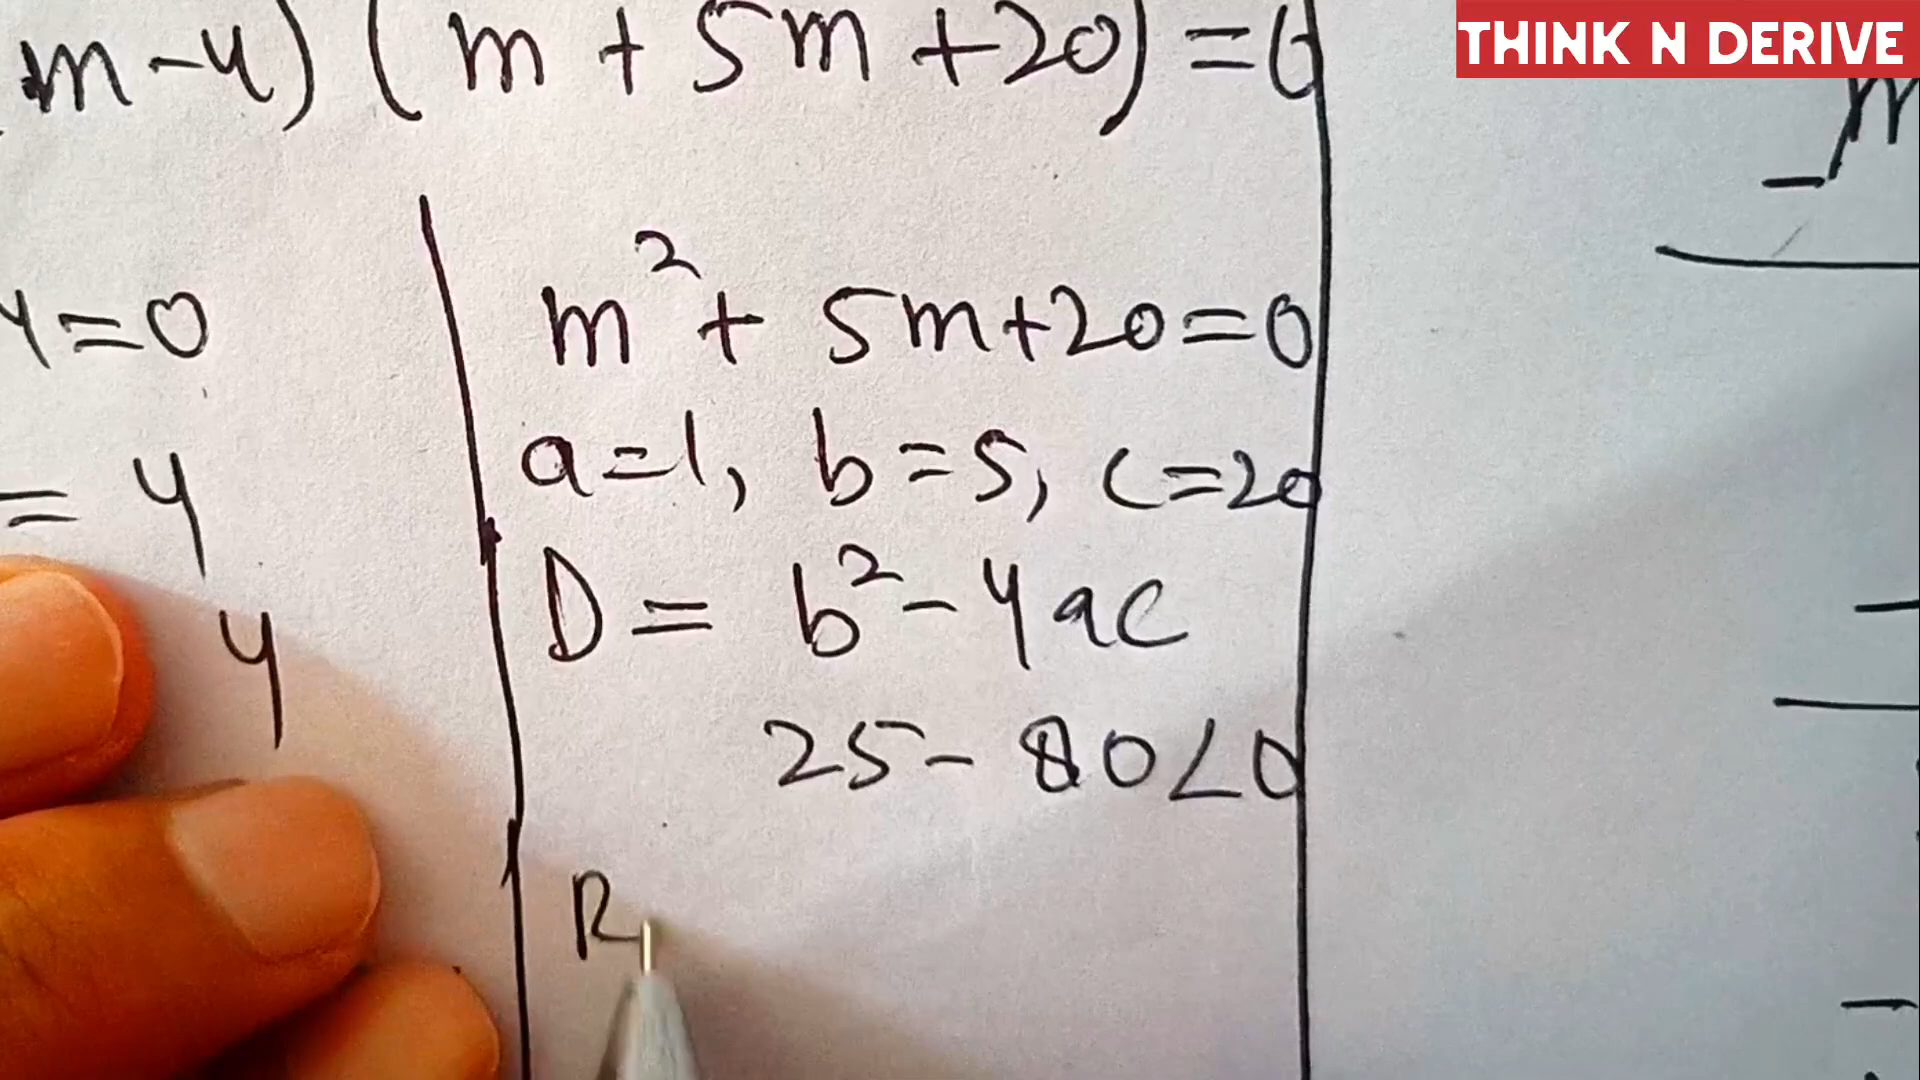 THINK N DERIVE
m-4) (m + 5m +20) =0
4=0
= 4
4
m² + 5m+20=0
a=1, b=5, c=20
D = b²-4ac
25- 80<0
R
m